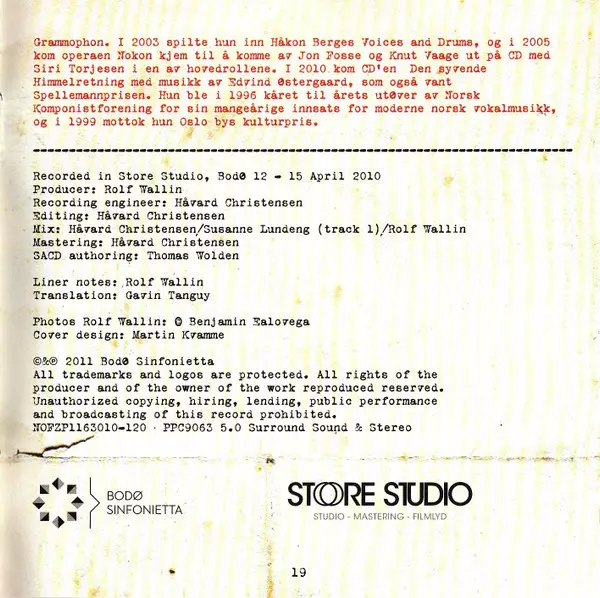 Grammophon. I 2003 spilte hun inn Håkon Berges Voices and Drums, og i 2005
kom operaen Nokon kjem til å komme av Jon Fosse og Knut Vaage ut på CD med
Siri Torjesen i en av hovedrollene. I 2010 kom CD'en  Den syvende
Himmelretning med musikk av Edvind Østergaard, som også vant
Spellemannprisen. Hun ble i 1996 kåret til årets utøver av Norsk
Komponistforening for sin mangeårige innsats for moderne norsk vokalmusikk,
og i 1999 mottok hun Oslo bys kulturpris.
Recorded in Store Studio, BodØ 12 - 15 April 2010
Producer: Rolf Wallin
Recording engineer: Håvard Christensen
Editing: Håvard Christensen
Mix: Håvard Christensen/Susanne Lundeng (track 1)/Rolf Wallin
Mastering: Håvard Christensen
SACD authoring: Thomas Wolden
Liner notes: Rolf Wallin
Translation: Gavin Tanguy
Photos Rolf Wallin: © Benjamin Ealovega
Cover design: Martin Kvamme
©&℗ 2011 BodØ Sinfonietta
All trademarks and logos are protected. All rights of the
producer and of the owner of the work reproduced reserved.
Unauthorized copying, hiring, lending, public performance
and broadcasting of this record prohibited.
NOFZP1163010-120 · PPC9063 5.0 Surround Sound & Stereo
BODØ
SINFONIETTA
STOORE STUDIO
STUDIO - MASTERING - FILMLYD
19